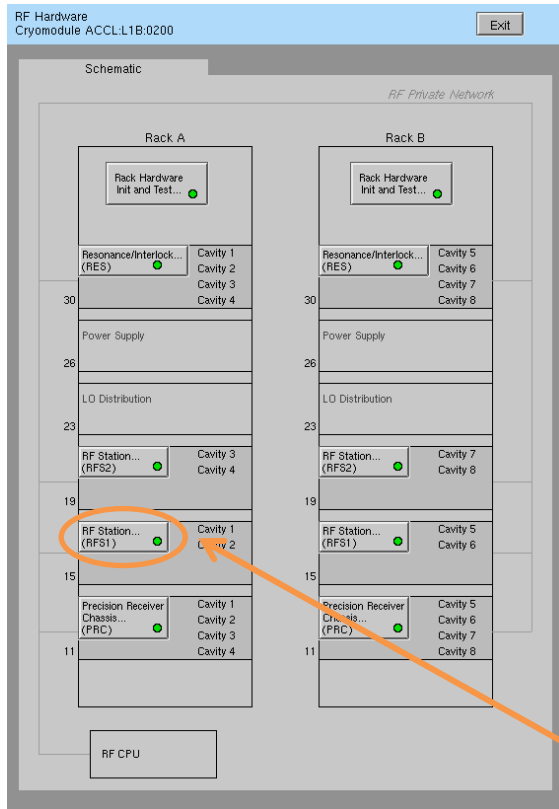 RF Hardware
Cryomodule ACCL:L1B:0200
Exit
Schematic
RF Private Network
Rack A
Rack Hardware
Init and Test...
Resonance/Interlock...
(RES)
Cavity 1
Cavity 2
Cavity 3
Cavity 4
30
Power Supply
26
LO Distribution
23
RF Station...
(RFS2)
Cavity 3
Cavity 4
19
RF Station...
(RFS1)
Cavity 1
Cavity 2
15
Precision Receiver
Chassis...
(PRC)
Cavity 1
Cavity 2
Cavity 3
Cavity 4
11
Rack B
Rack Hardware
Init and Test...
Resonance/Interlock...
(RES)
Cavity 5
Cavity 6
Cavity 7
Cavity 8
30
Power Supply
26
LO Distribution
23
RF Station...
(RFS2)
Cavity 7
Cavity 8
19
RF Station...
(RFS1)
Cavity 5
Cavity 6
15
Precision Receiver
Chassis...
(PRC)
Cavity 5
Cavity 6
Cavity 7
Cavity 8
11
RF CPU